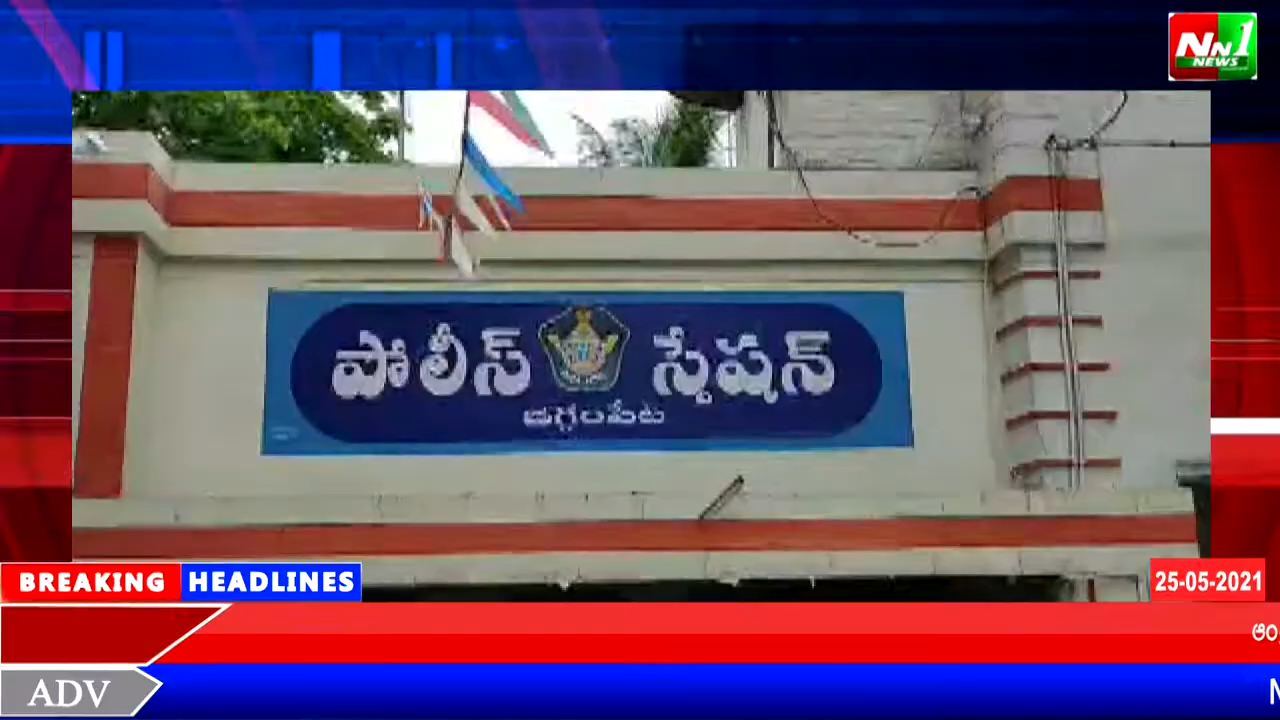 Nn1
NEWS
పోలీస్ స్టేషన్
జగ్గంపేట
BREAKING HEADLINES
25-05-2021
ADV